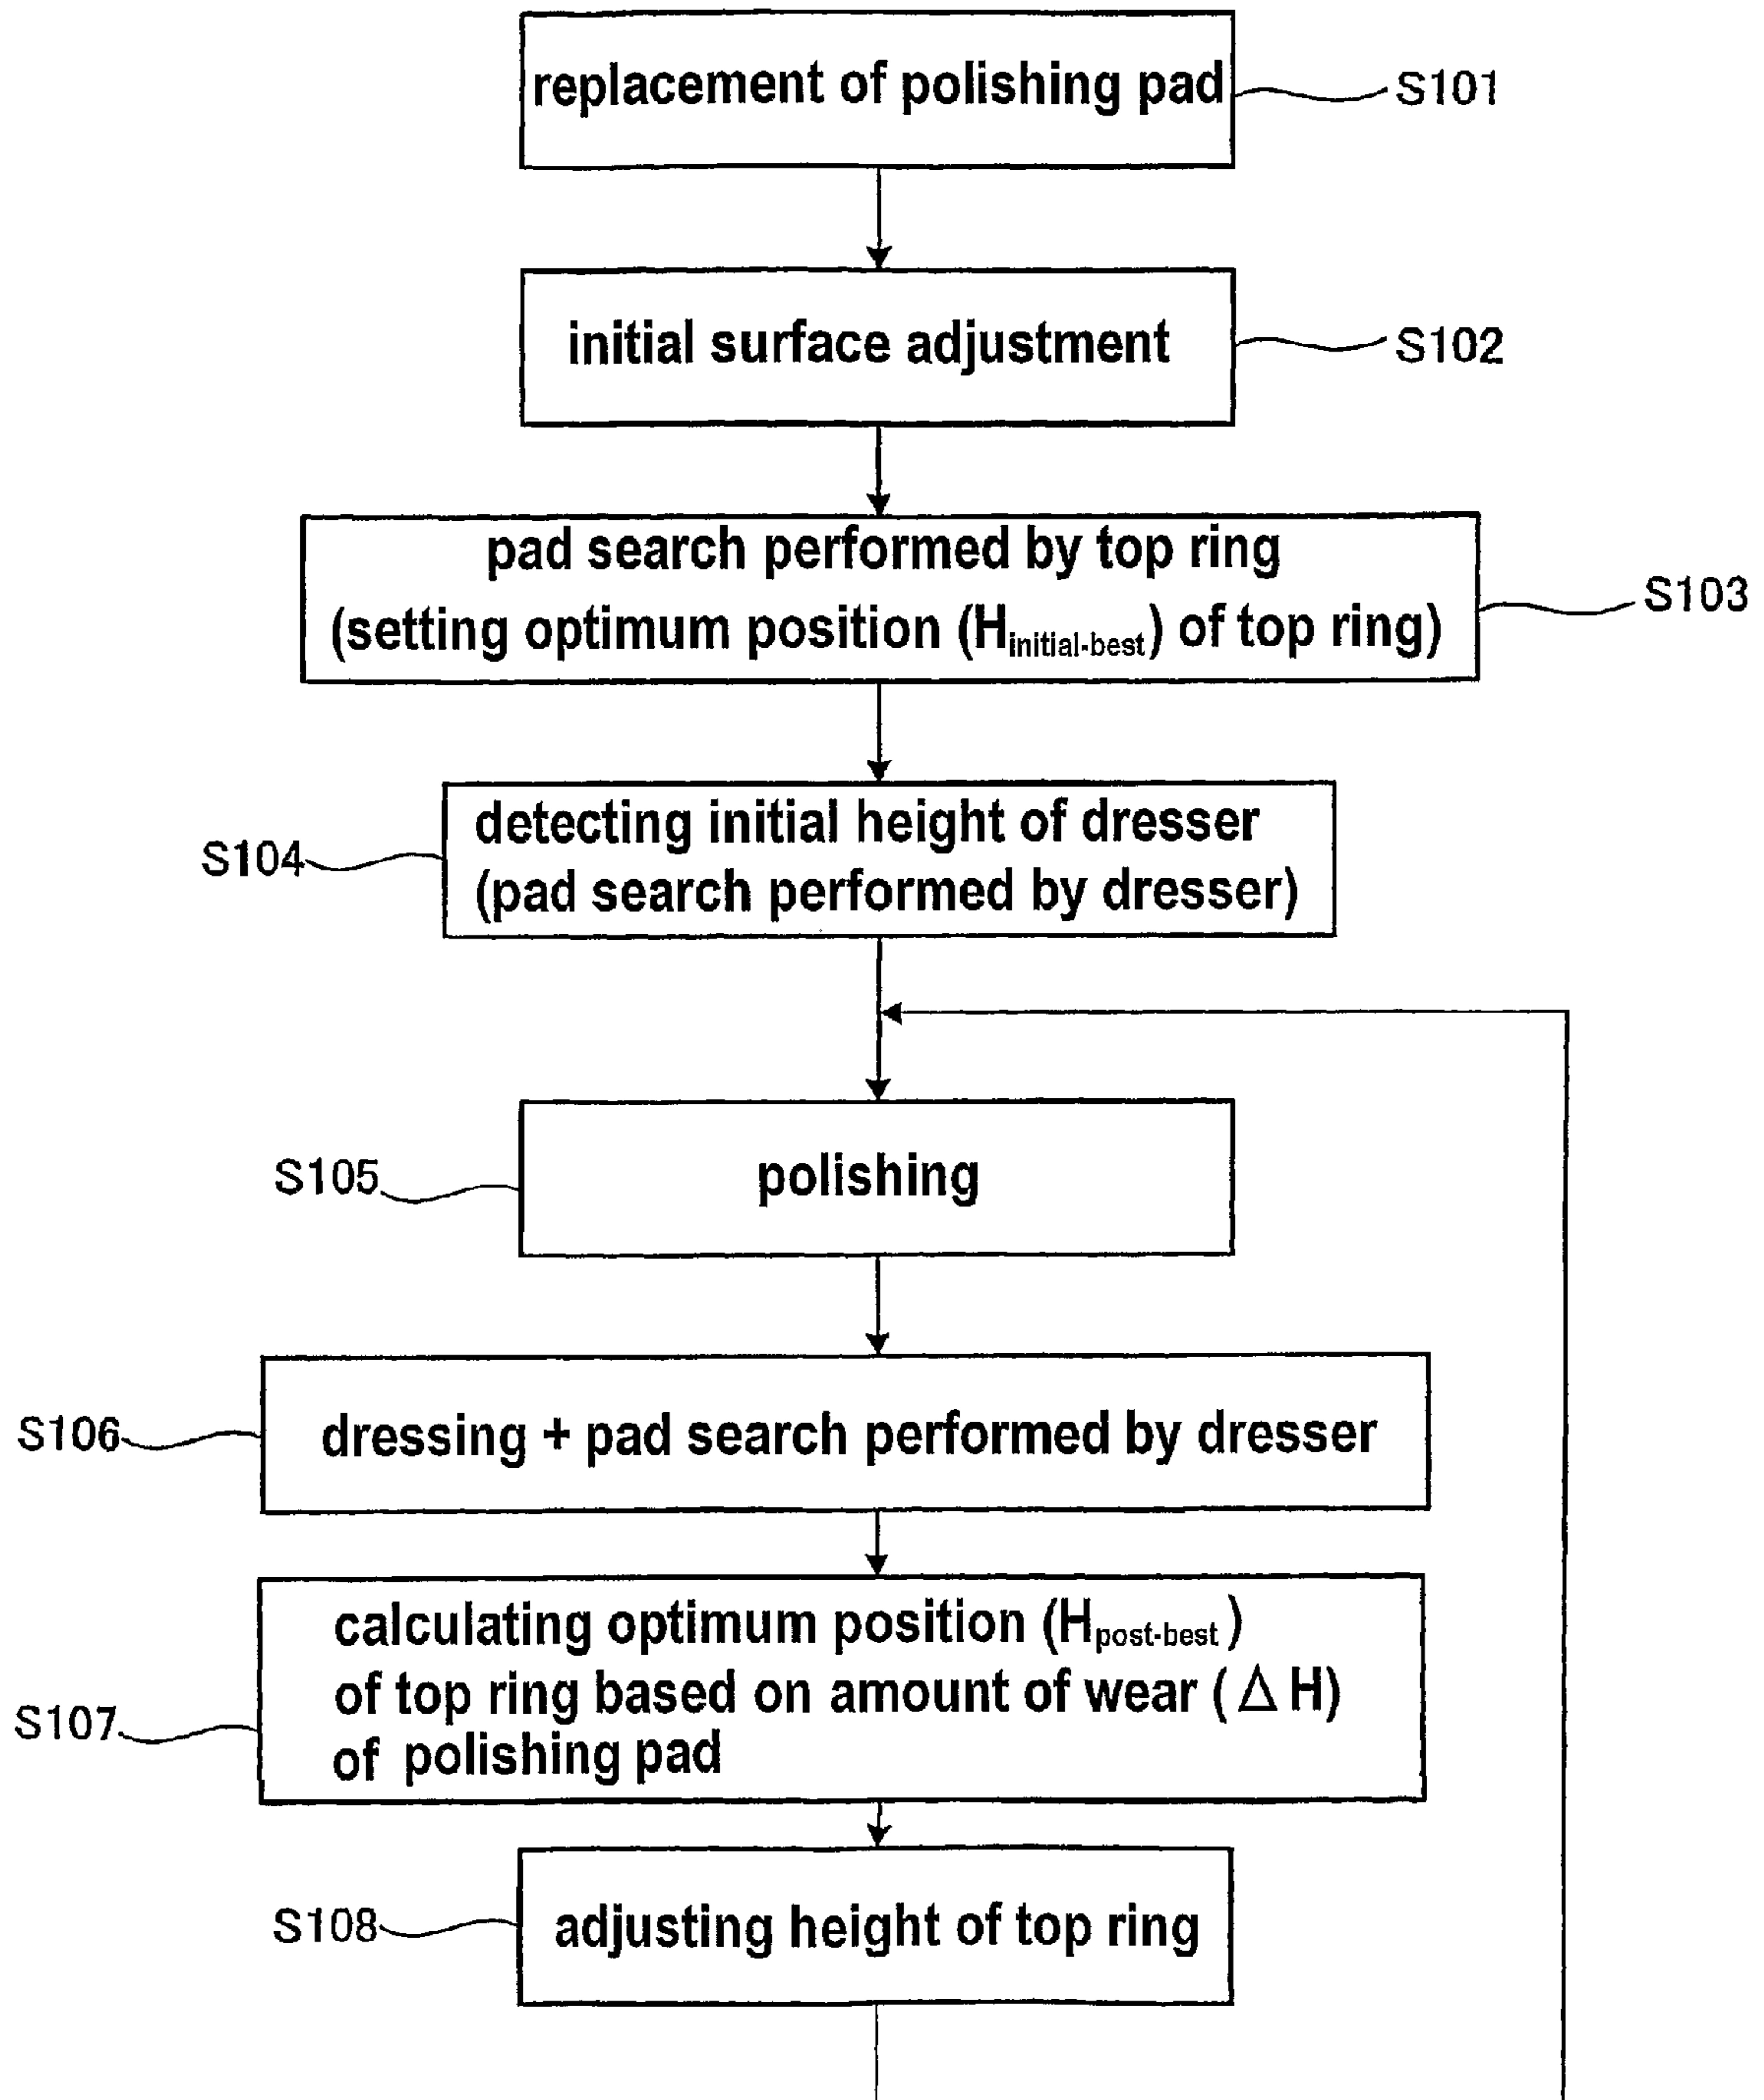 replacement of polishing pad
S101
initial surface adjustment
S102
pad search performed by top ring
(setting optimum position (Hinitial-best) of top ring)
S103
detecting initial height of dresser
(pad search performed by dresser)
S104
polishing
S105
dressing + pad search performed by dresser
S106
calculating optimum position (Hpost-best)
of top ring based on amount of wear (△H)
of polishing pad
S107
adjusting height of top ring
S108